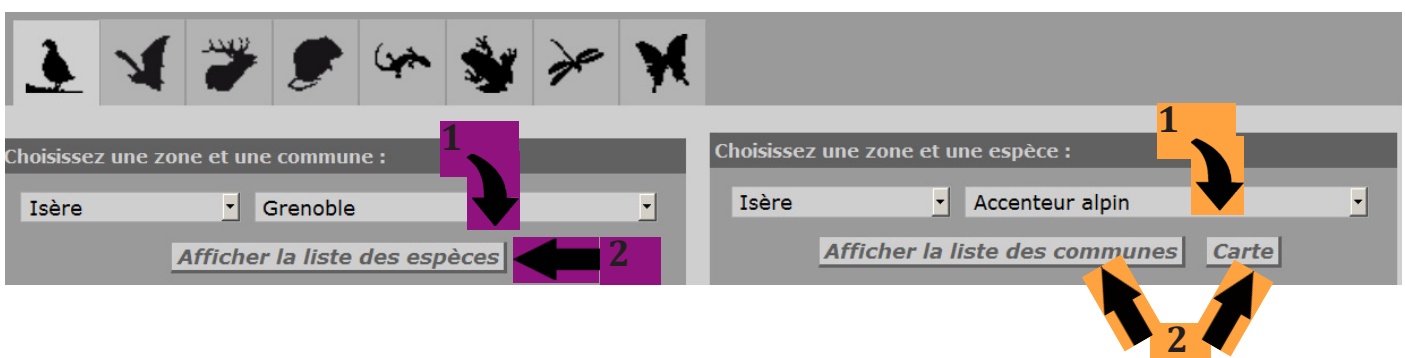 1
Choisissez une zone et une commune :
Isère
Grenoble
Afficher la liste des espèces
2
1
Choisissez une zone et une espèce :
Isère
Accenteur alpin
Afficher la liste des communes
Carte
2